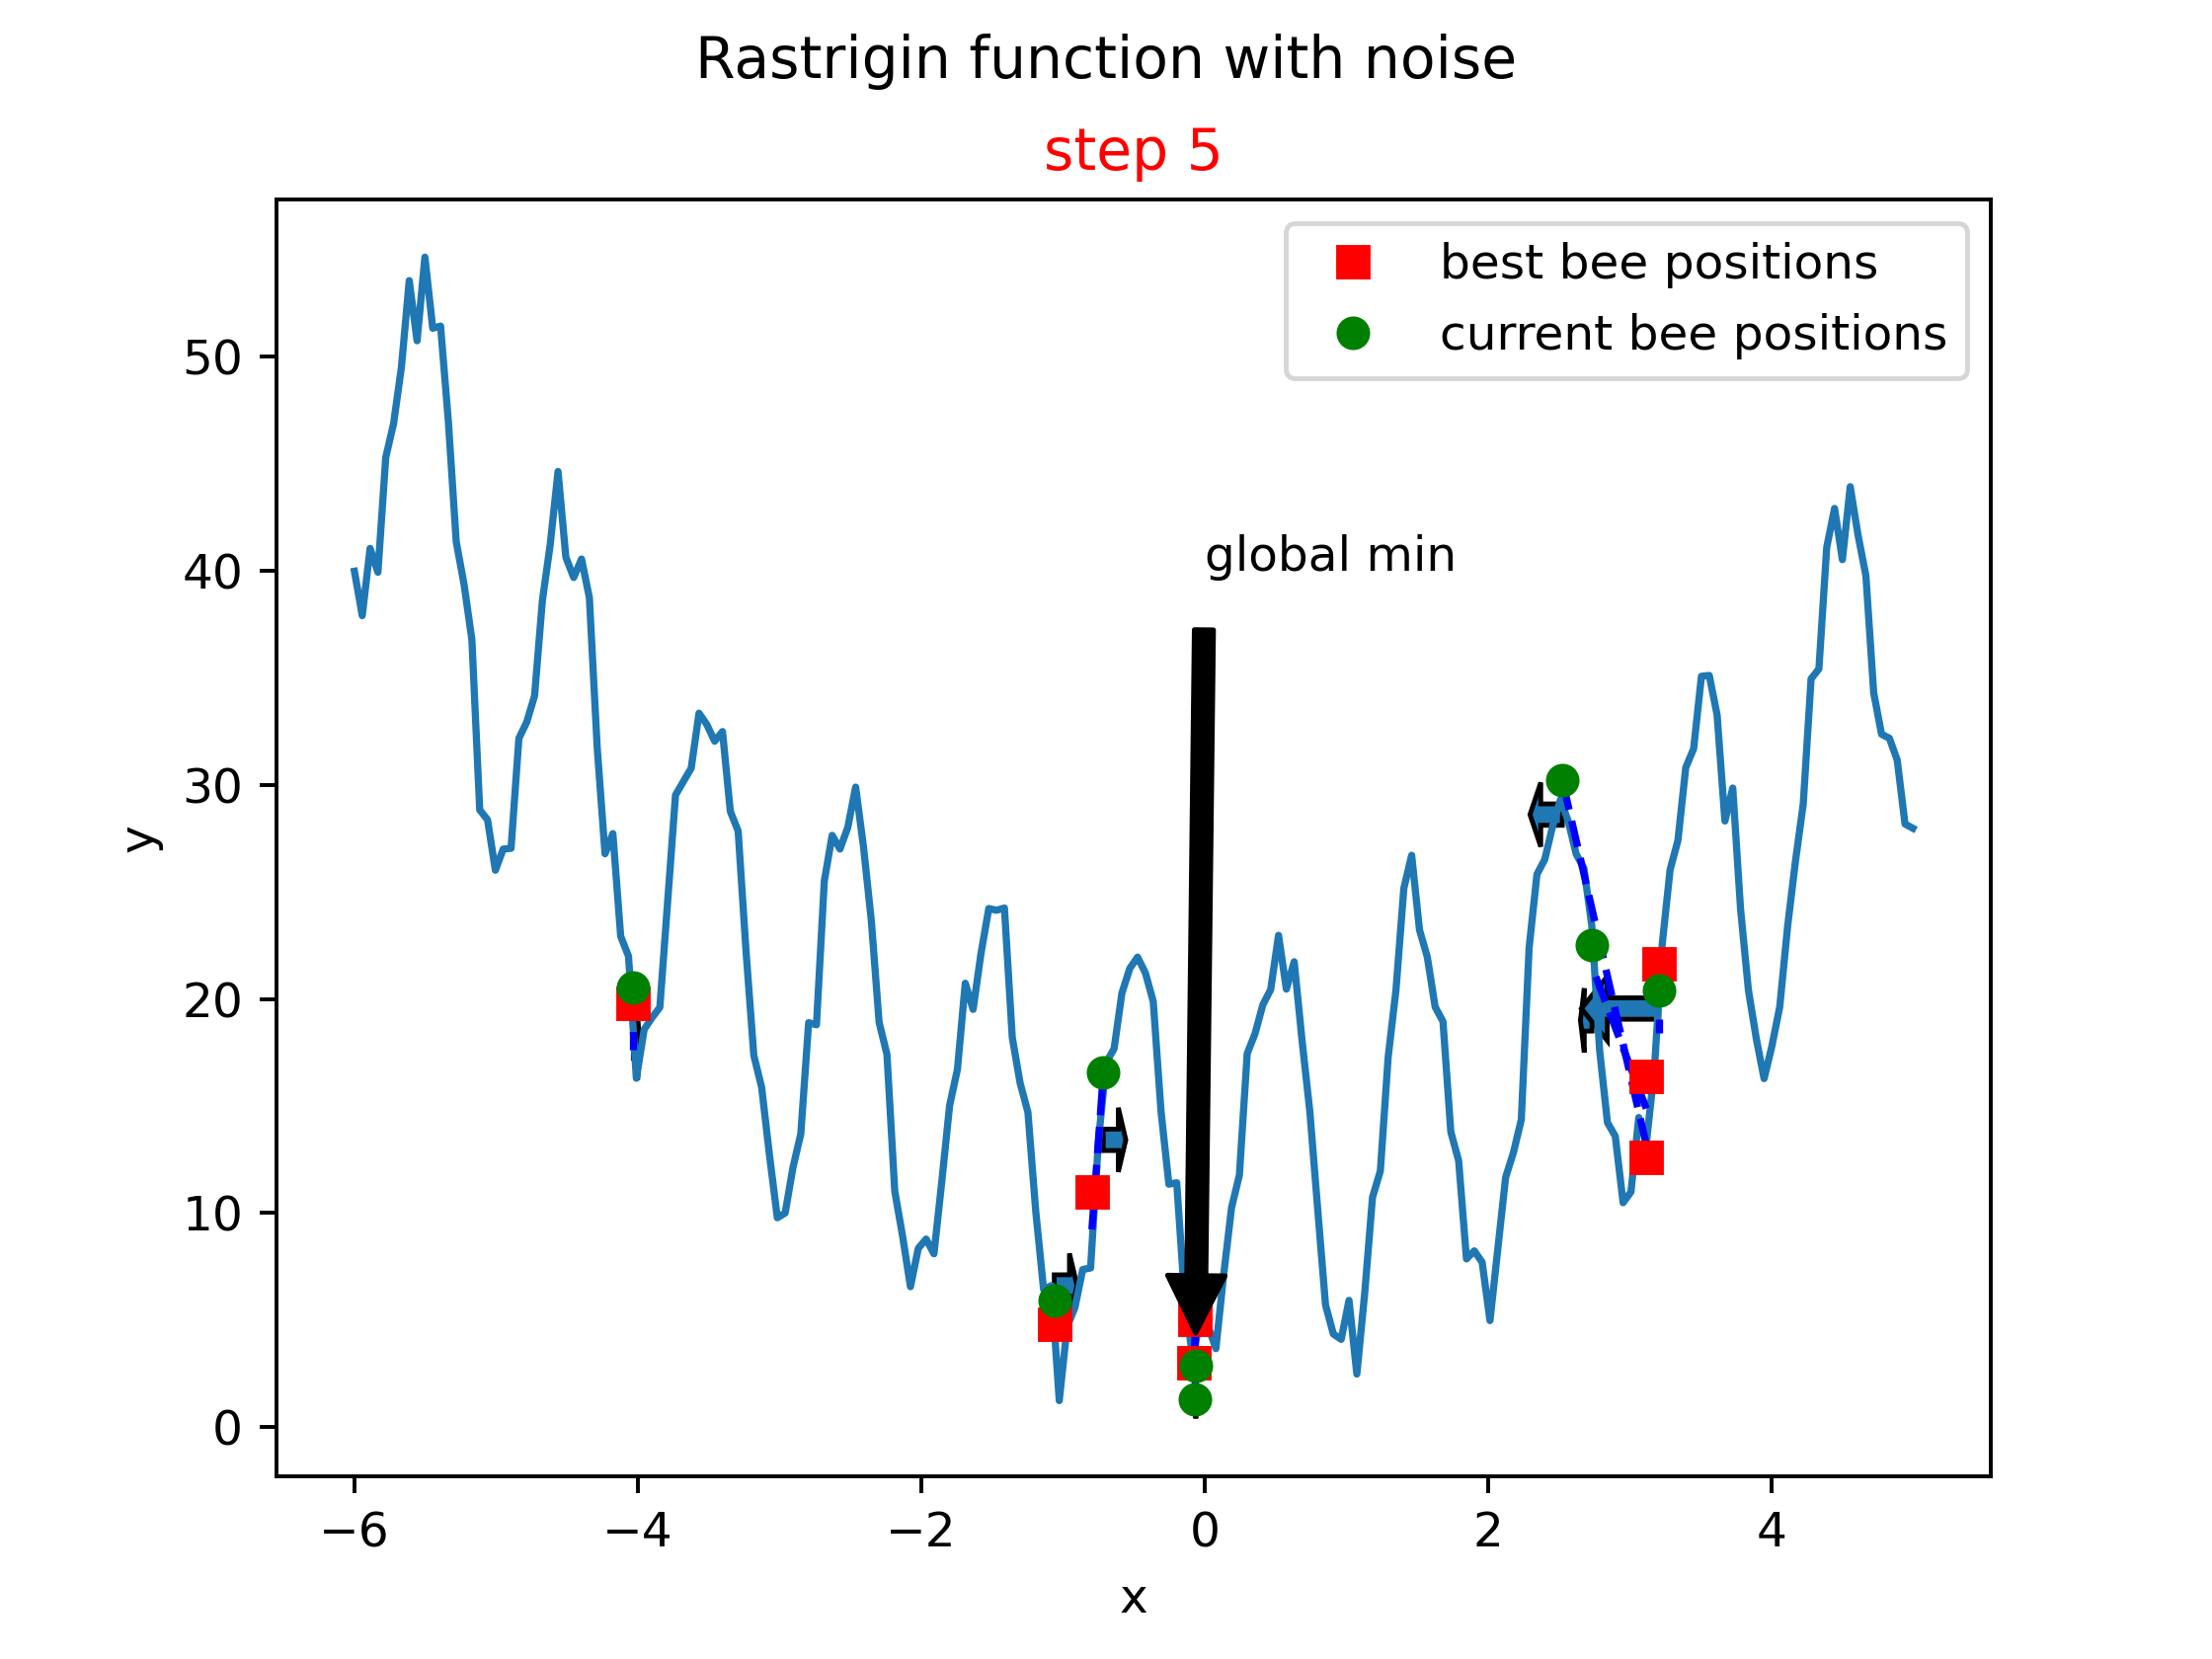 Rastrigin function with noise
step 5
best bee positions
current bee positions
global min
y
50
40
30
20
10
0
−6 −4 −2 0 2 4
x